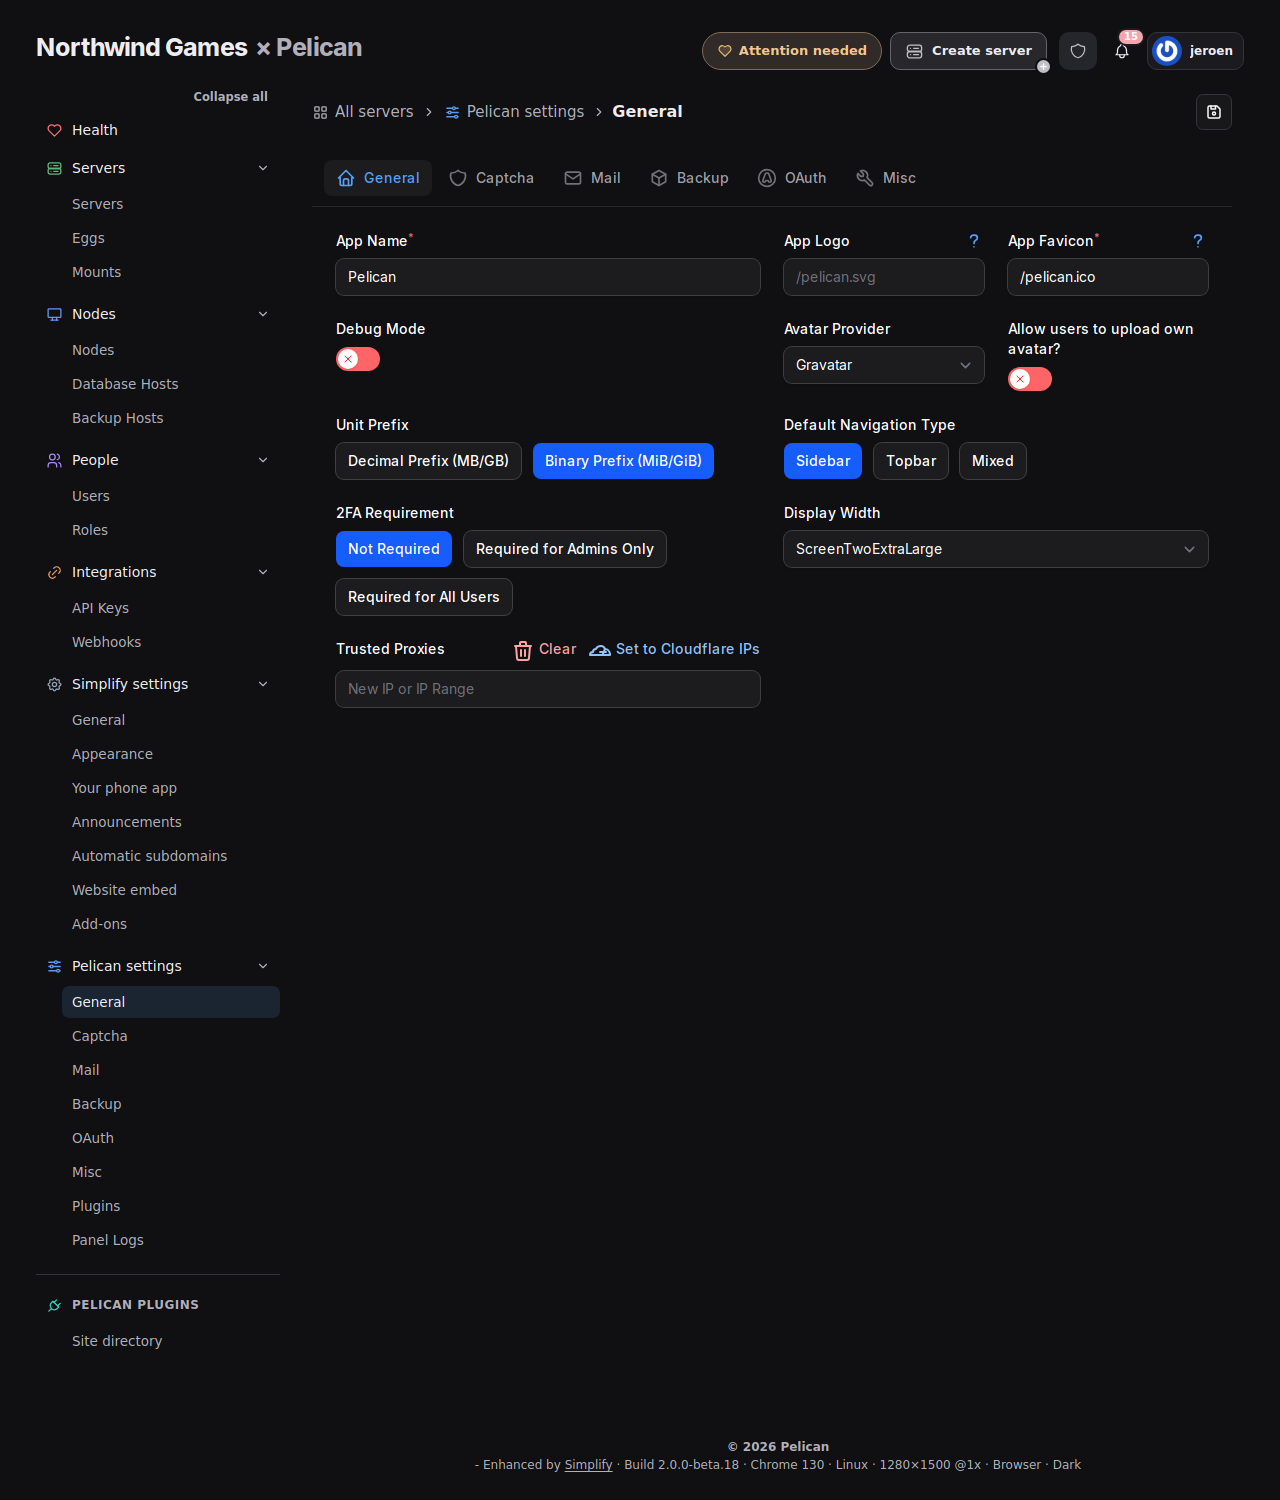 Northwind Games × Pelican
Attention needed
Create server
15
jeroen
Collapse all
Health
Servers
Servers
Eggs
Mounts
Nodes
Nodes
Database Hosts
Backup Hosts
People
Users
Roles
Integrations
API Keys
Webhooks
Simplify settings
General
Appearance
Your phone app
Announcements
Automatic subdomains
Website embed
Add-ons
Pelican settings
General
Captcha
Mail
Backup
OAuth
Misc
Plugins
Panel Logs
PELICAN PLUGINS
Site directory
All servers > Pelican settings > General
General Captcha Mail Backup OAuth Misc
App Name* App Logo ? App Favicon* ?
Pelican /pelican.svg /pelican.ico
Debug Mode Avatar Provider Allow users to upload own
avatar?
Gravatar
Unit Prefix Default Navigation Type
Decimal Prefix (MB/GB) Binary Prefix (MiB/GiB) Sidebar Topbar Mixed
2FA Requirement Display Width
Not Required Required for Admins Only ScreenTwoExtraLarge
Required for All Users
Trusted Proxies Clear Set to Cloudflare IPs
New IP or IP Range
© 2026 Pelican
- Enhanced by Simplify · Build 2.0.0-beta.18 · Chrome 130 · Linux · 1280×1500 @1x · Browser · Dark